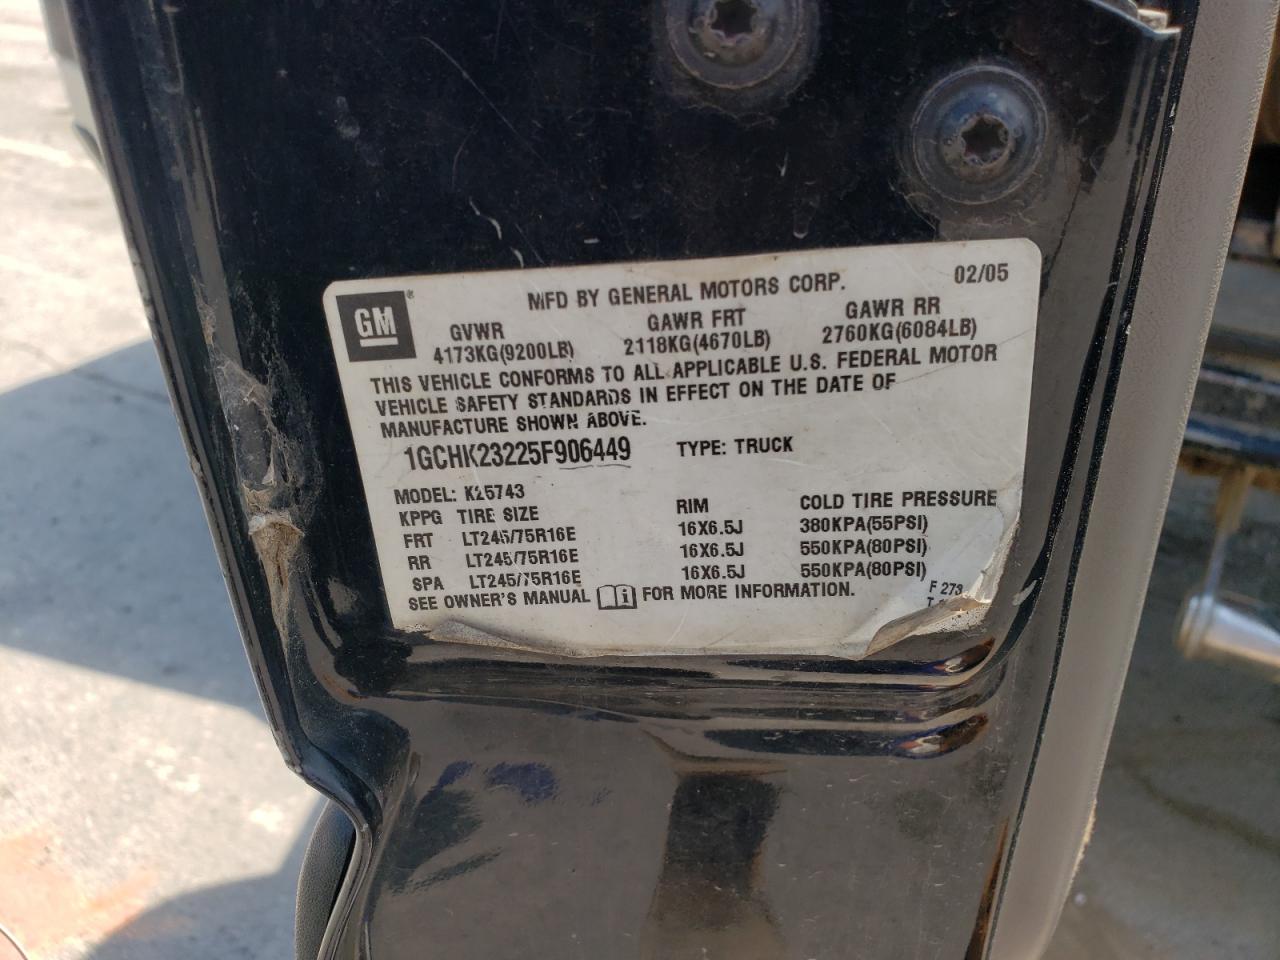 GM®
MFD BY GENERAL MOTORS CORP. 02/05
GVWR GAWR FRT GAWR RR
4173KG(9200LB) 2118KG(4670LB) 2760KG(6084LB)
THIS VEHICLE CONFORMS TO ALL APPLICABLE U.S. FEDERAL MOTOR
VEHICLE SAFETY STANDARDS IN EFFECT ON THE DATE OF
MANUFACTURE SHOWN ABOVE.
1GCHK23225F906449 TYPE: TRUCK
MODEL: K25743
KPPG TIRE SIZE RIM COLD TIRE PRESSURE
FRT LT245/75R16E 16X6.5J 380KPA(55PSI)
RR LT245/75R16E 16X6.5J 550KPA(80PSI)
SPA LT245/75R16E 16X6.5J 550KPA(80PSI)
SEE OWNER'S MANUAL i FOR MORE INFORMATION.
F 273
T